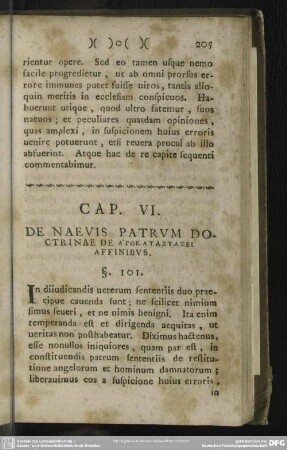 )( )o( )( 205
rientur opere. Sed eo tamen usque nemo
facile progredietur, ut ab omni prorsus er-
rore immunes putet fuisse uiros, tantis alio-
quin meritis in ecclesiam conspicuos. Ha-
buerunt utique, quod ultro fatemur, suos
naeuos; et peculiares quasdam opiniones,
quas amplexi, in suspicionem huius erroris
uenire potuerunt, etsi reuera procul ab illo
abfuerint. Atque hac de re capite sequenti
commentabimur.
CAP. VI.
DE NAEVIS PATRVM DO-
CTRINAE DE ἀποκαταστάσει
AFFINIBVS.
§. 101.
In diiudicandis ueterum sententiis duo prae-
cipue cauenda sunt; ne scilicet nimium
simus seueri, et ne nimis benigni. Ita enim
temperanda est et dirigenda aequitas, ut
ueritas non posthabeatur. Diximus hactenus,
esse nonnullos iniquiores, quam par est, in
constituendis patrum sententiis de restitu-
tione angelorum et hominum damnatorum;
liberauimus eos a suspicione huius erroris,
in